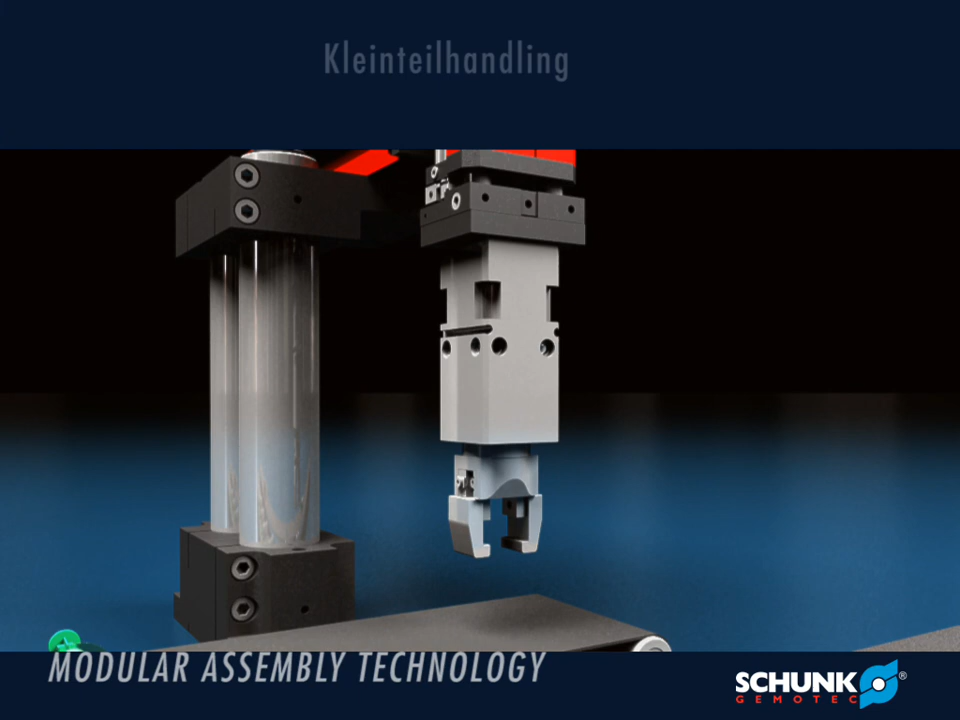 Kleinteilhandling
MODULAR ASSEMBLY TECHNOLOGY
SCHUNK ®
GEMOTEC